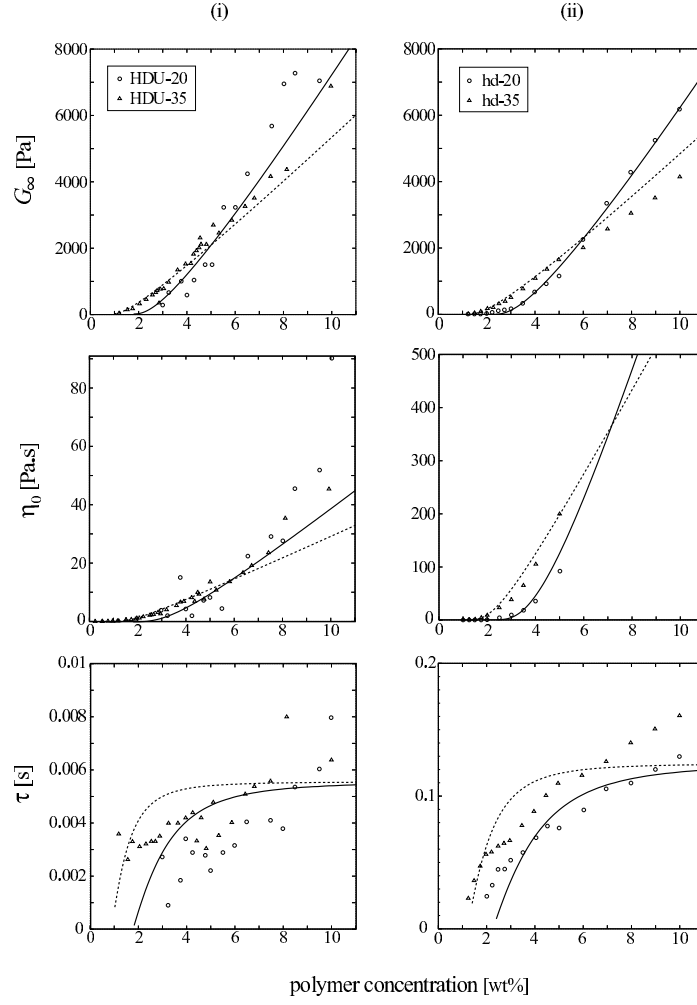 (i) (ii)
8000
6000
4000
2000
0
G∞ [Pa]
HDU-20
HDU-35
0 2 4 6 8 10
8000
6000
4000
2000
0
hd-20
hd-35
0 2 4 6 8 10
80
60
40
20
0
η0 [Pa.s]
0 2 4 6 8 10
500
400
300
200
100
0
0 2 4 6 8 10
0.01
0.008
0.006
0.004
0.002
0
τ [s]
0 2 4 6 8 10
0.2
0.1
0
0 2 4 6 8 10
polymer concentration [wt%]